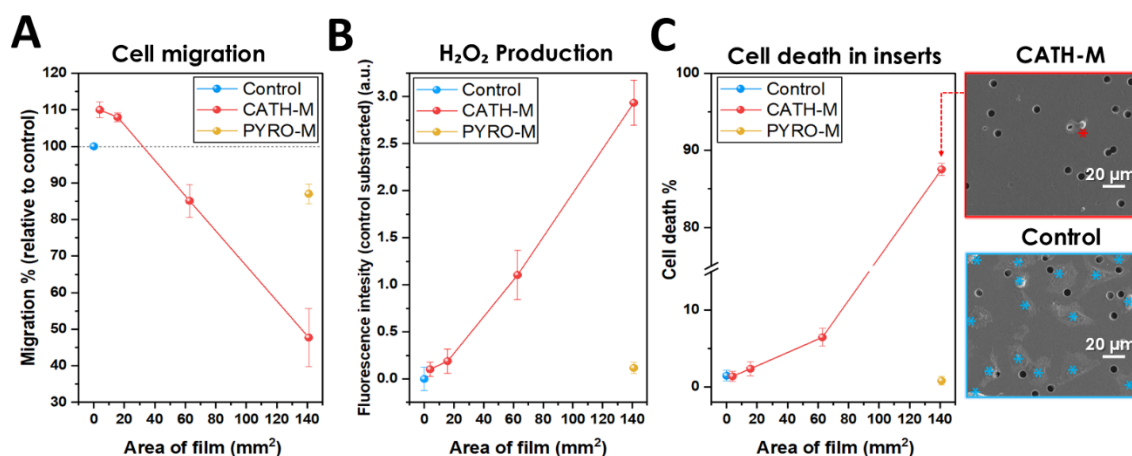 A
Cell migration
Migration % (relative to control)
120
110
100
90
80
70
60
50
40
30
Control
CATH-M
PYRO-M
0 20 40 60 80 100 120 140
Area of film (mm²)
B
H₂O₂ Production
Fluorescence intesity (control substracted) (a.u.)
3.0
2.5
2.0
1.5
1.0
0.5
0.0
Control
CATH-M
PYRO-M
0 20 40 60 80 100 120 140
Area of film (mm²)
C
Cell death in inserts
Cell death %
100
90
80
10
0
Control
CATH-M
PYRO-M
0 20 40 60 80 100 120 140
Area of film (mm²)
CATH-M
*
20 µm
Control
20 µm